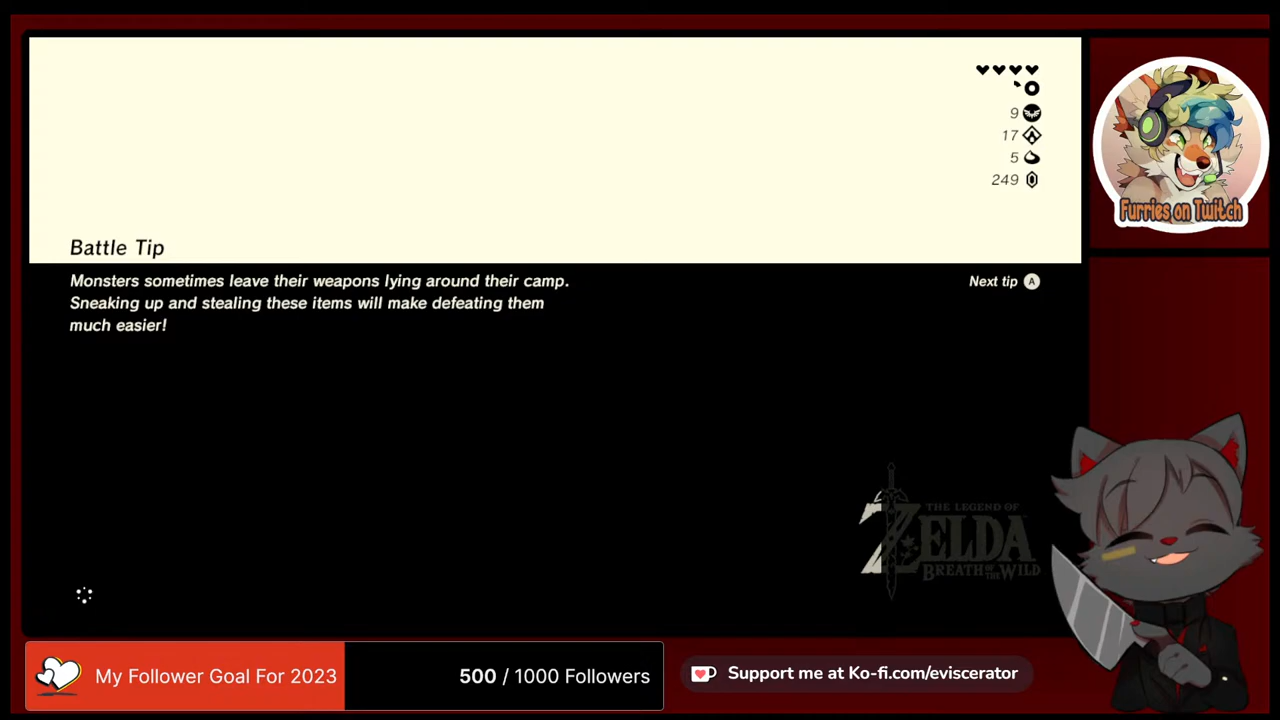 9
17
5
249
Battle Tip
Monsters sometimes leave their weapons lying around their camp.
Sneaking up and stealing these items will make defeating them
much easier!
Next tip A
THE LEGEND OF
ZELDA
BREATH OF THE WILD
Furries on Twitch
My Follower Goal For 2023
500 / 1000 Followers
Support me at Ko-fi.com/eviscerator